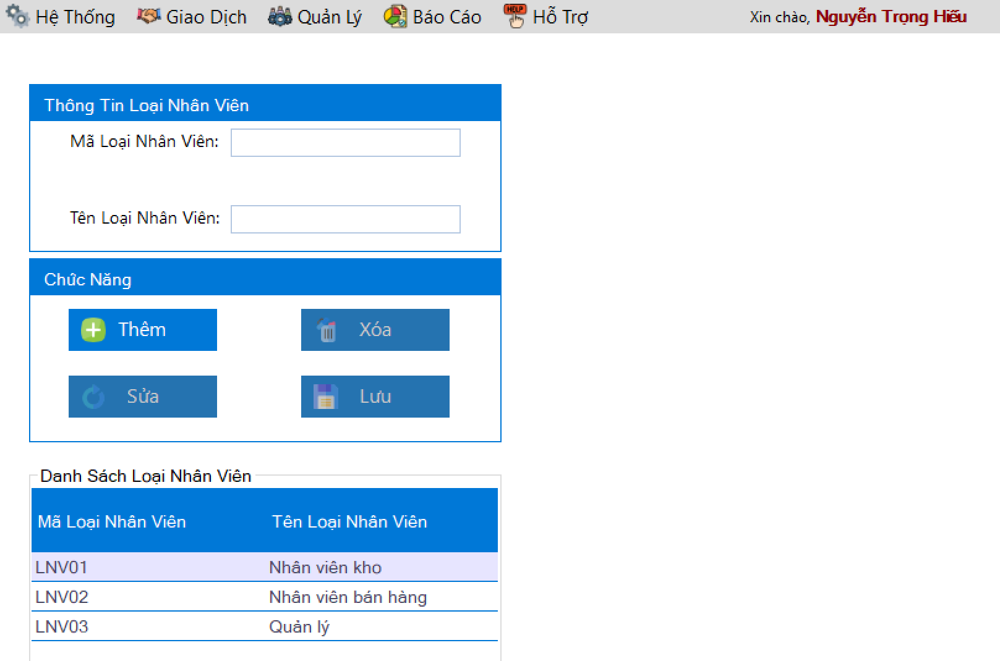 Hệ Thống Giao Dịch Quản Lý Báo Cáo HELP Hỗ Trợ Xin chào, Nguyễn Trọng Hiếu
Thông Tin Loại Nhân Viên
Mã Loại Nhân Viên:
Tên Loại Nhân Viên:
Chức Năng
Thêm Xóa
Sửa Lưu
Danh Sách Loại Nhân Viên
Mã Loại Nhân Viên Tên Loại Nhân Viên
LNV01 Nhân viên kho
LNV02 Nhân viên bán hàng
LNV03 Quản lý